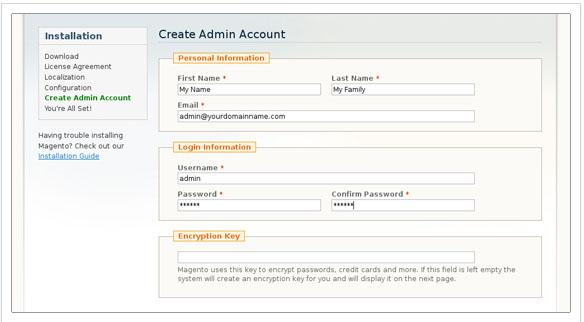 Installation
Download
License Agreement
Localization
Configuration
Create Admin Account
You're All Set!
Having trouble installing
Magento? Check out our
Installation Guide
Create Admin Account
Personal Information
First Name * Last Name *
My Name My Family
Email *
admin@yourdomainname.com
Login Information
Username *
admin
Password * Confirm Password *
****** ******
Encryption Key
Magento uses this key to encrypt passwords, credit cards and more. If this field is left empty the
system will create an encryption key for you and will display it on the next page.